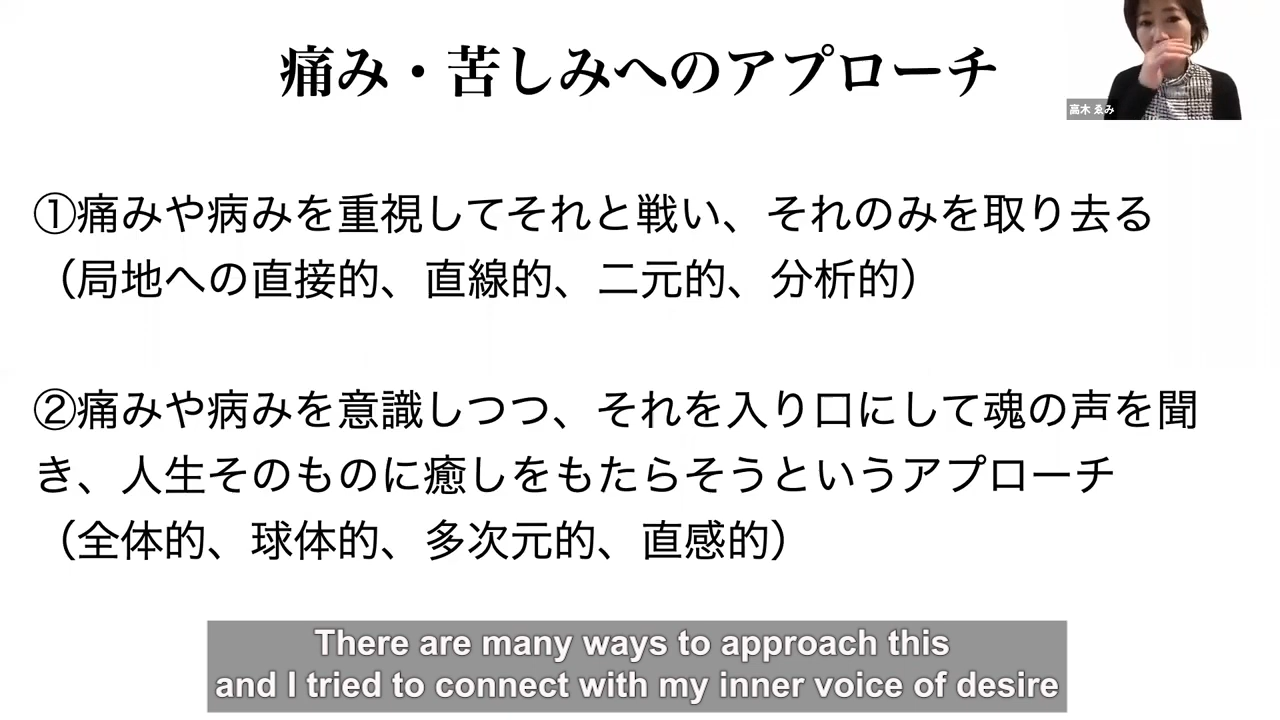 痛み・苦しみへのアプローチ
高木 ゑみ
①痛みや病みを重視してそれと戦い、それのみを取り去る
（局地への直接的、直線的、二元的、分析的）
②痛みや病みを意識しつつ、それを入り口にして魂の声を聞
き、人生そのものに癒しをもたらそうというアプローチ
（全体的、球体的、多次元的、直感的）
There are many ways to approach this
and I tried to connect with my inner voice of desire